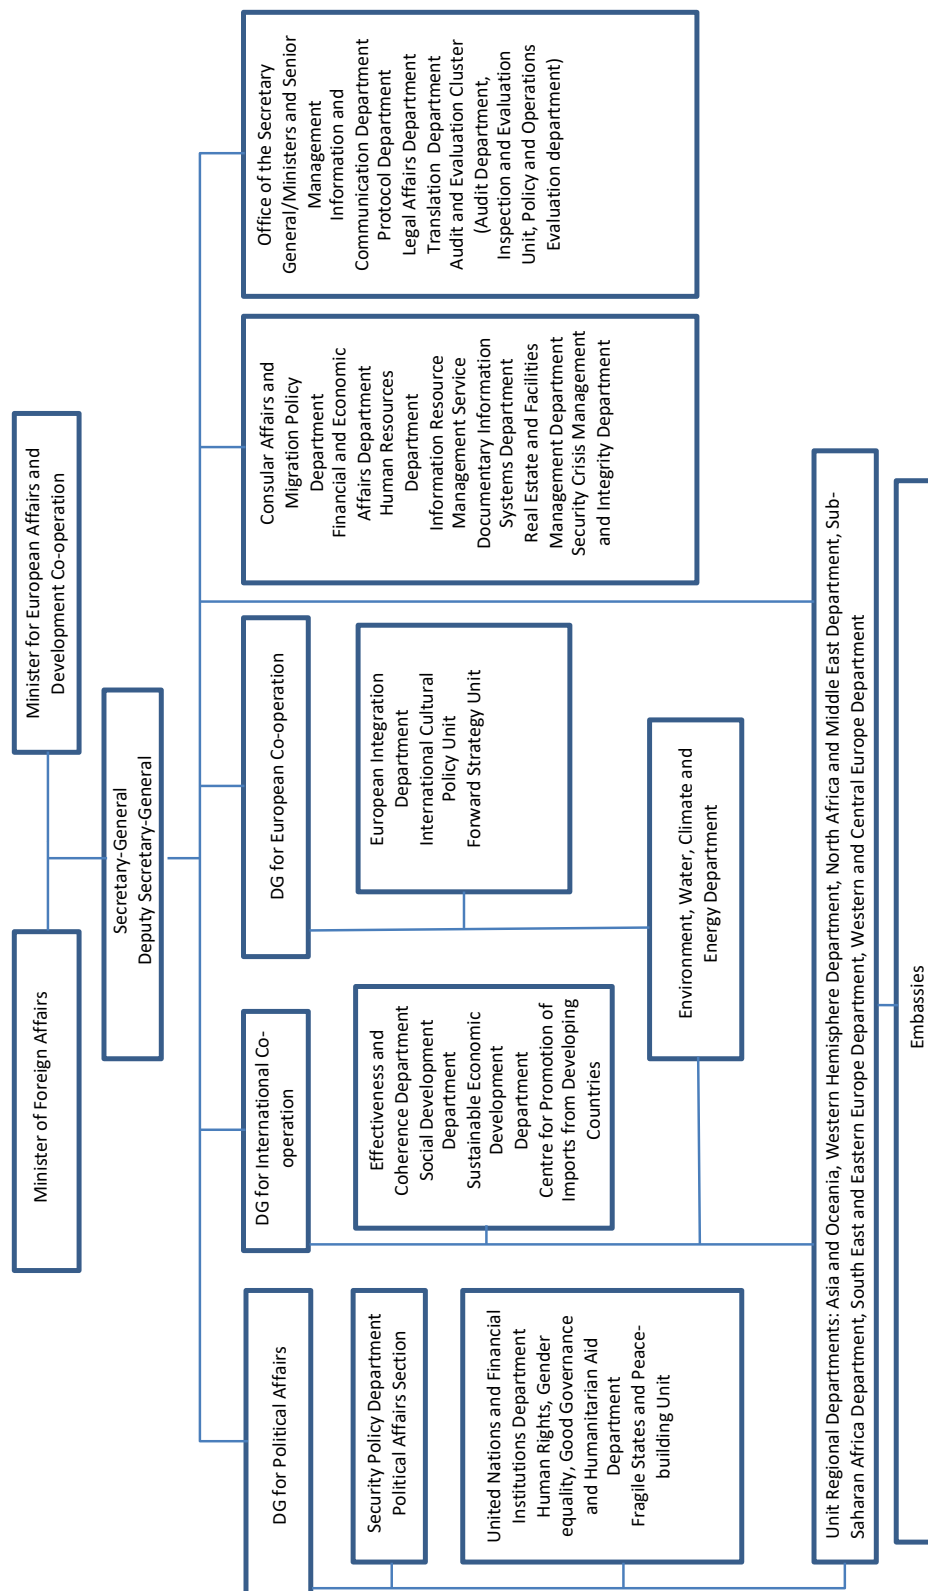 Minister of Foreign Affairs
Minister for European Affairs and
Development Co-operation
Secretary-General
Deputy Secretary-General
DG for Political Affairs
DG for International Co-
operation
DG for European Co-operation
Consular Affairs and
Migration Policy
Department
Financial and Economic
Affairs Department
Human Resources
Department
Information Resource
Management Service
Documentary Information
Systems Department
Real Estate and Facilities
Management Department
Security Crisis Management
and Integrity Department
Office of the Secretary
General/Ministers and Senior
Management
Information and
Communication Department
Protocol Department
Legal Affairs Department
Translation Department
Audit and Evaluation Cluster
(Audit Department,
Inspection and Evaluation
Unit, Policy and Operations
Evaluation department)
Security Policy Department
Political Affairs Section
Effectiveness and
Coherence Department
Social Development
Department
Sustainable Economic
Development
Department
Centre for Promotion of
Imports from Developing
Countries
European Integration
Department
International Cultural
Policy Unit
Forward Strategy Unit
United Nations and Financial
Institutions Department
Human Rights, Gender
equality, Good Governance
and Humanitarian Aid
Department
Fragile States and Peace-
building Unit
Environment, Water, Climate and
Energy Department
Unit Regional Departments: Asia and Oceania, Western Hemisphere Department, North Africa and Middle East Department, Sub-
Saharan Africa Department, South East and Eastern Europe Department, Western and Central Europe Department
Embassies